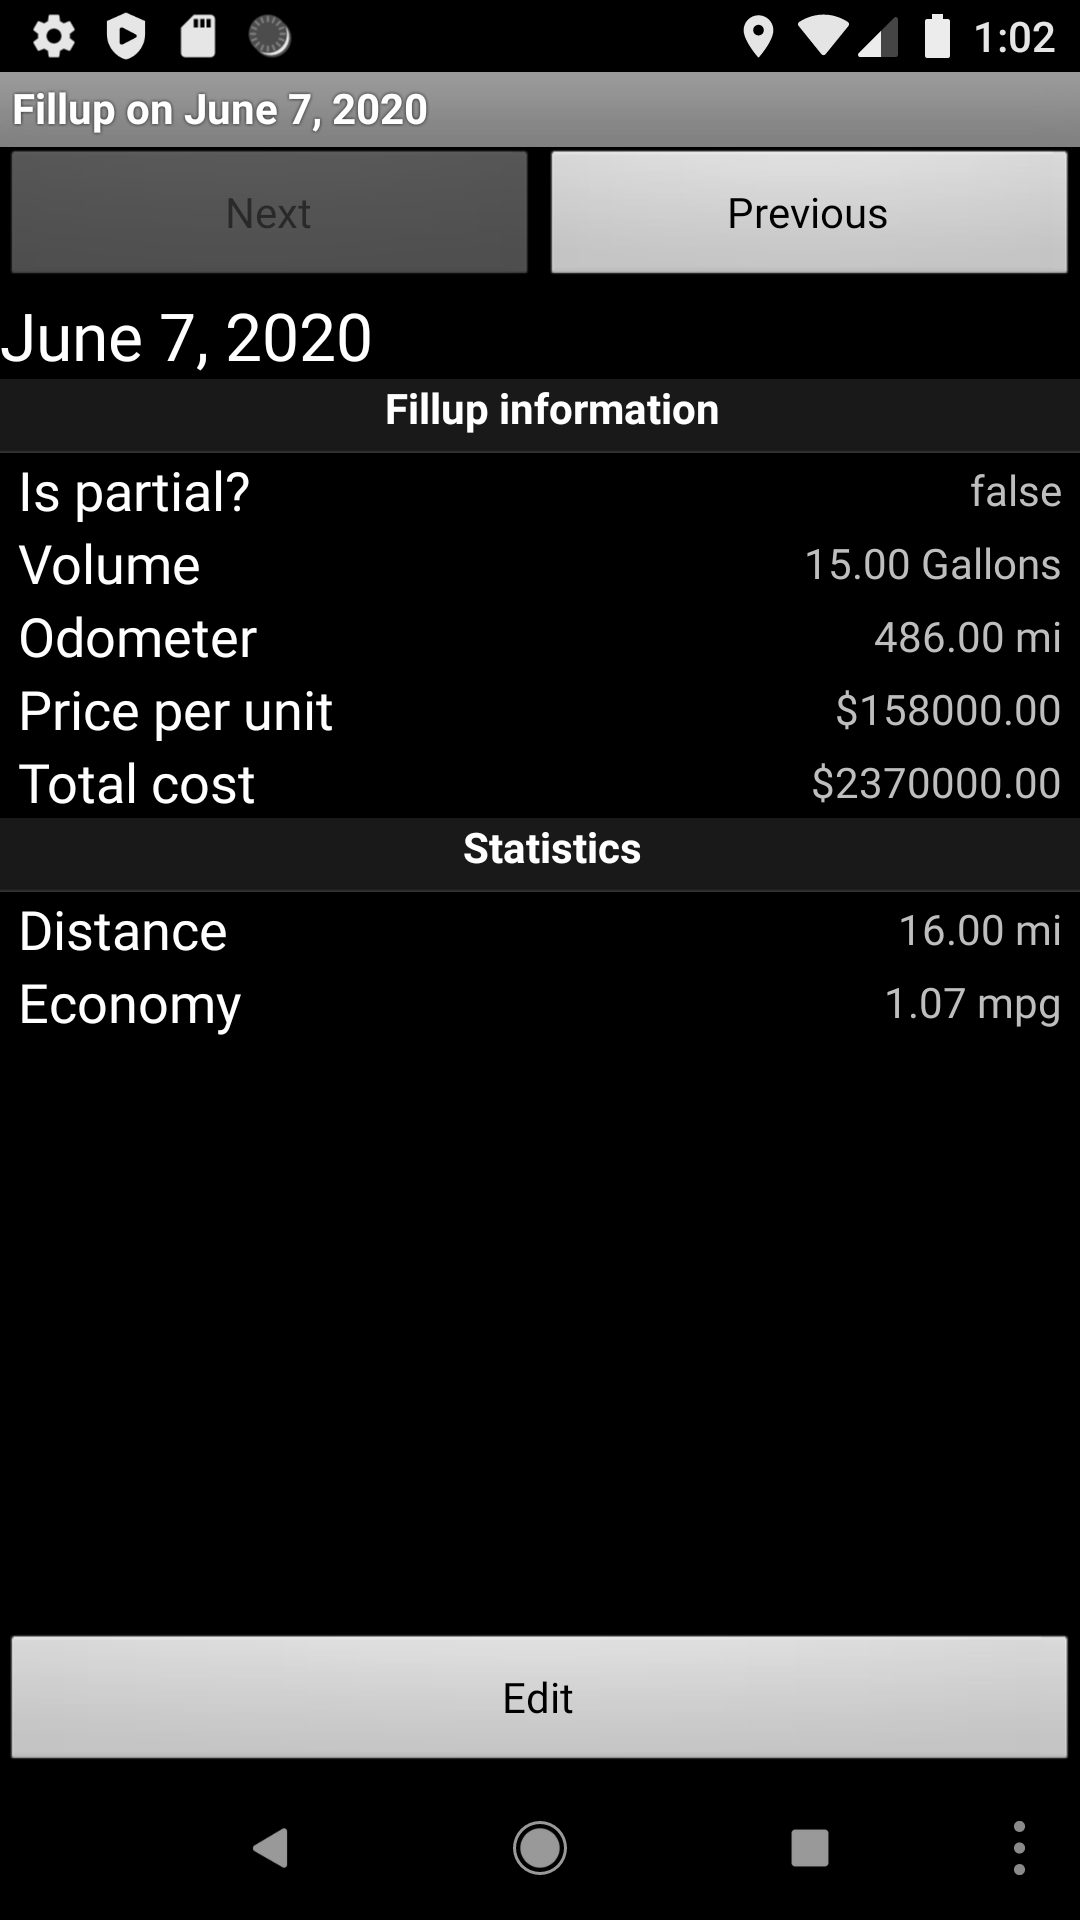 1:02
Fillup on June 7, 2020
Next Previous
June 7, 2020
Fillup information
Is partial? false
Volume 15.00 Gallons
Odometer 486.00 mi
Price per unit $158000.00
Total cost $2370000.00
Statistics
Distance 16.00 mi
Economy 1.07 mpg
Edit